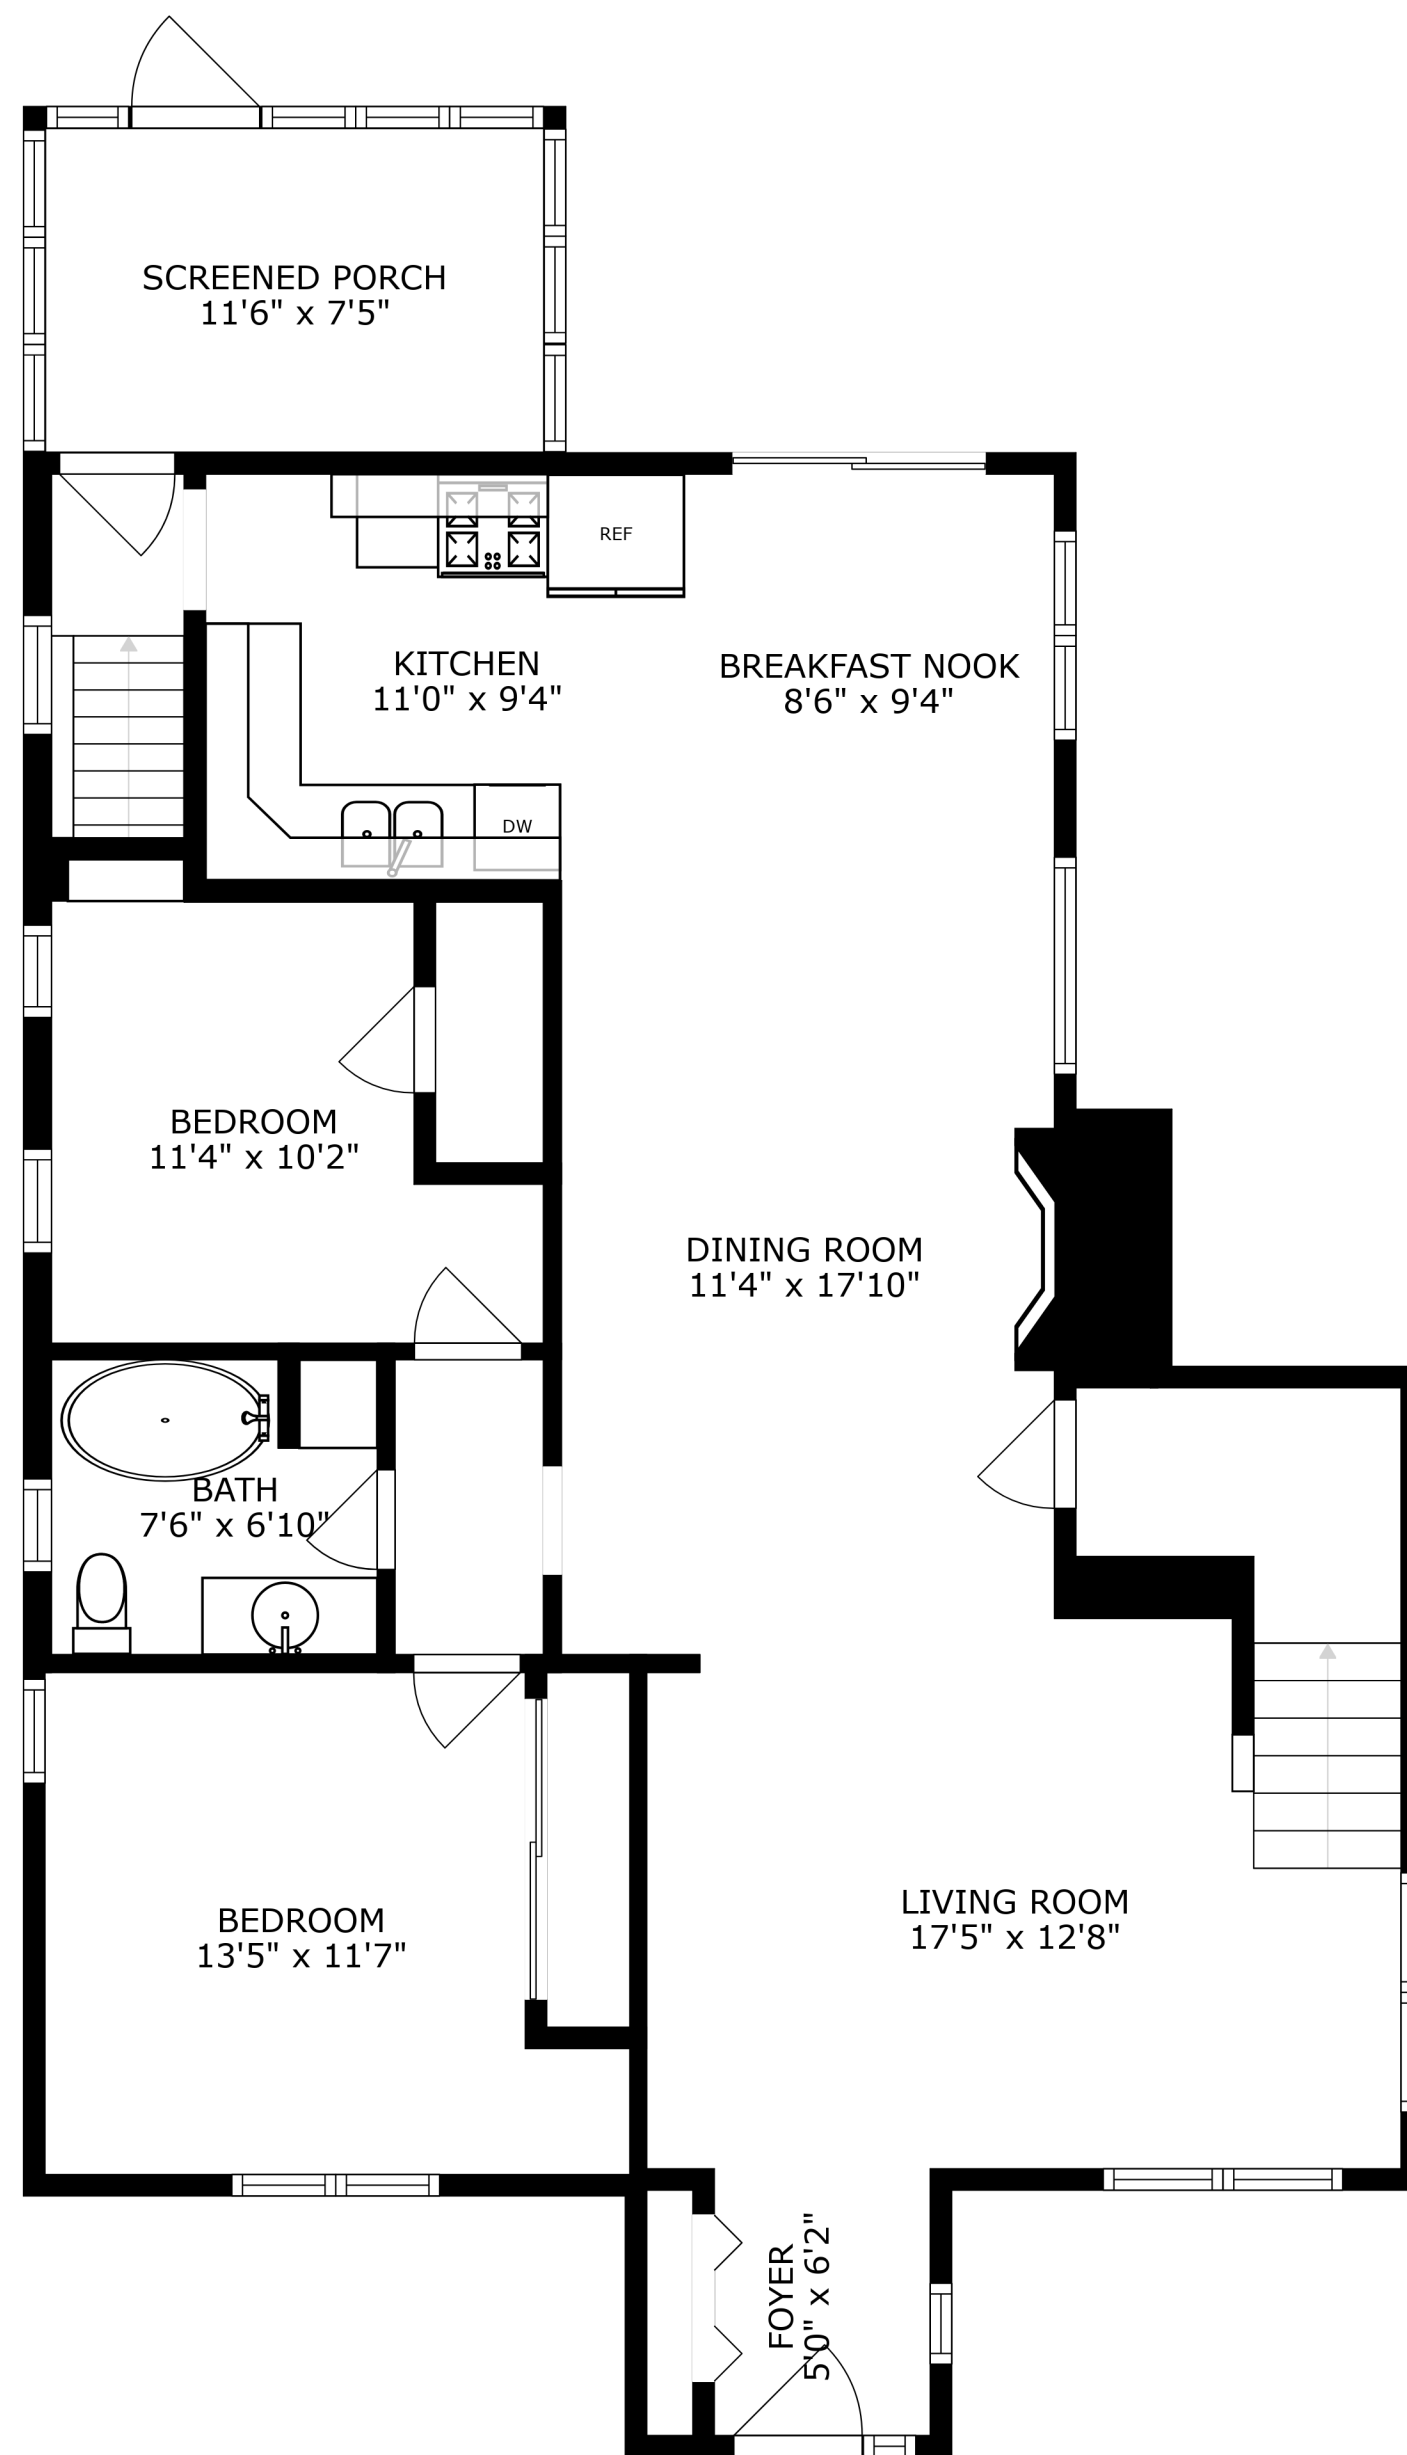 SCREENED PORCH
11'6" x 7'5"
REF
KITCHEN
11'0" x 9'4"
BREAKFAST NOOK
8'6" x 9'4"
DW
BEDROOM
11'4" x 10'2"
DINING ROOM
11'4" x 17'10"
BATH
7'6" x 6'10"
BEDROOM
13'5" x 11'7"
LIVING ROOM
17'5" x 12'8"
FOYER
5'0" x 6'2"